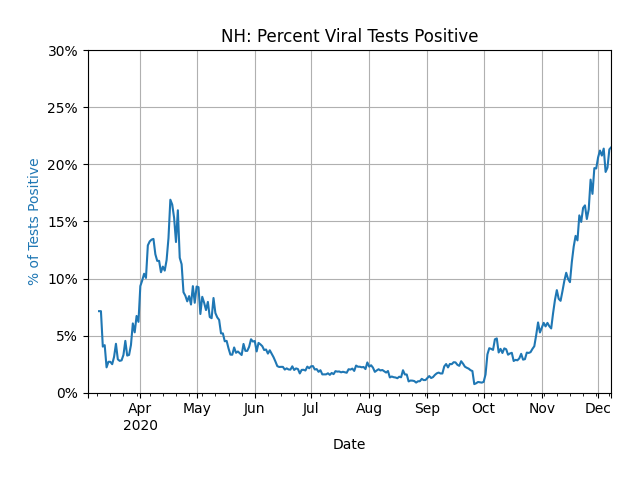 NH: Percent Viral Tests Positive
30%
25%
20%
15%
10%
5%
0%
% of Tests Positive
Apr May Jun Jul Aug Sep Oct Nov Dec
2020
Date